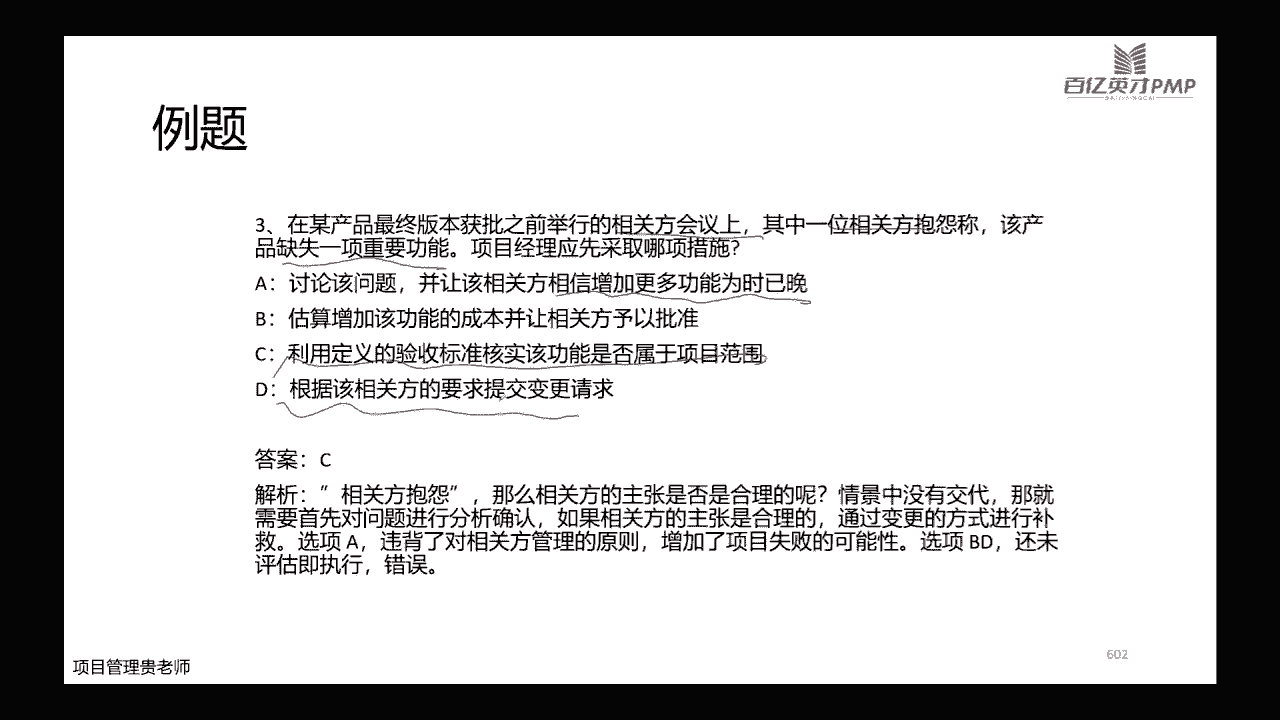 百亿英才PMP
例题
3、在某产品最终版本获批之前举行的相关方会议上，其中一位相关方抱怨称，该产
品缺失一项重要功能。项目经理应先采取哪项措施?
A：讨论该问题，并让该相关方相信增加更多功能为时已晚
B：估算增加该功能的成本并让相关方予以批准
C：利用定义的验收标准核实该功能是否属于项目范围
D：根据该相关方的要求提交变更请求
答案：C
解析：”相关方抱怨”，那么相关方的主张是否是合理的呢？情景中没有交代，那就
需要首先对问题进行分析确认，如果相关方的主张是合理的，通过变更的方式进行补
救。选项 A，违背了对相关方管理的原则，增加了项目失败的可能性。选项 BD，还未
评估即执行，错误。
项目管理贵老师
602